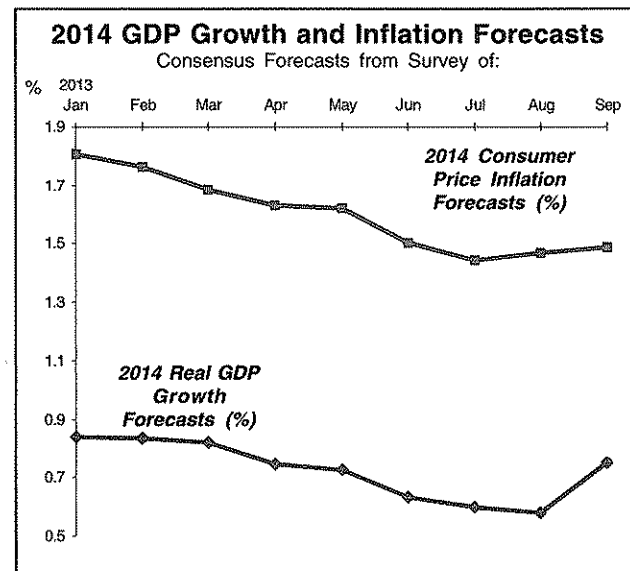 2014 GDP Growth and Inflation Forecasts
Consensus Forecasts from Survey of:
% 2013
Jan Feb Mar Apr May Jun Jul Aug Sep
1.9
2014 Consumer
Price Inflation
Forecasts (%)
1.7
1.5
1.3
1.1
2014 Real GDP
Growth
Forecasts (%)
0.9
0.7
0.5